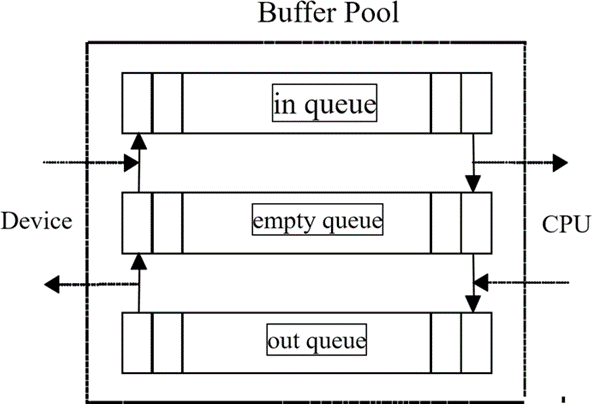 Buffer Pool
in queue
Device
empty queue
CPU
out queue